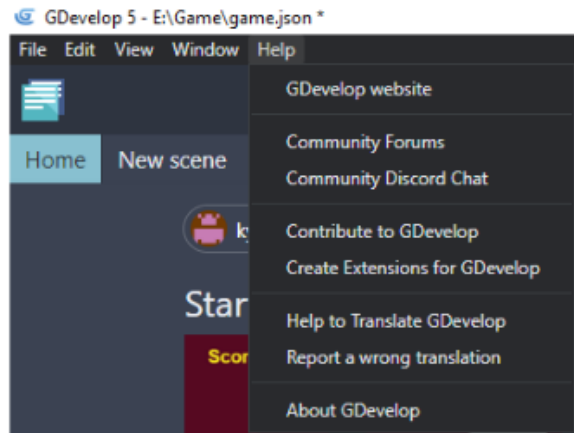 GDevelop 5 - E:\Game\game.json *
File Edit View Window Help
GDevelop website
Community Forums
Community Discord Chat
Contribute to GDevelop
Create Extensions for GDevelop
Help to Translate GDevelop
Report a wrong translation
About GDevelop
Home New scene